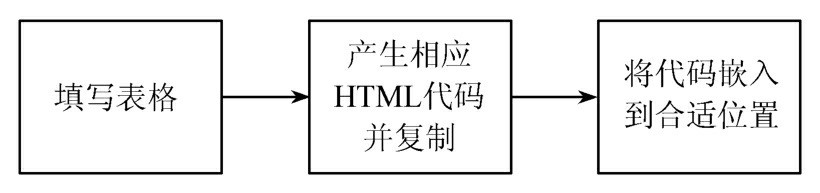 填写表格
产生相应
HTML代码
并复制
将代码嵌入
到合适位置